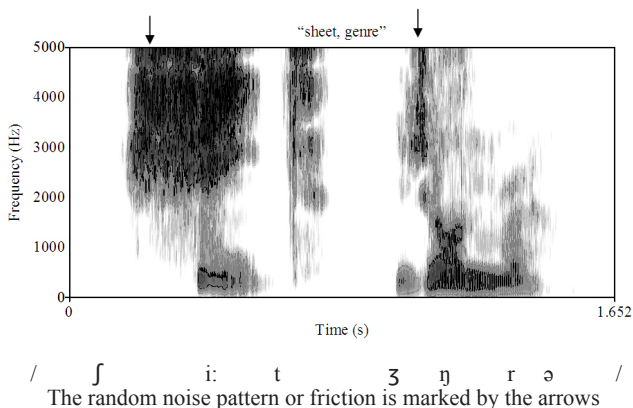 “sheet, genre”
5000
4000
3000
2000
1000
0
Frequency (Hz)
0
1.652
Time (s)
/ ʃ i: t ʒ ŋ r ə /
The random noise pattern or friction is marked by the arrows